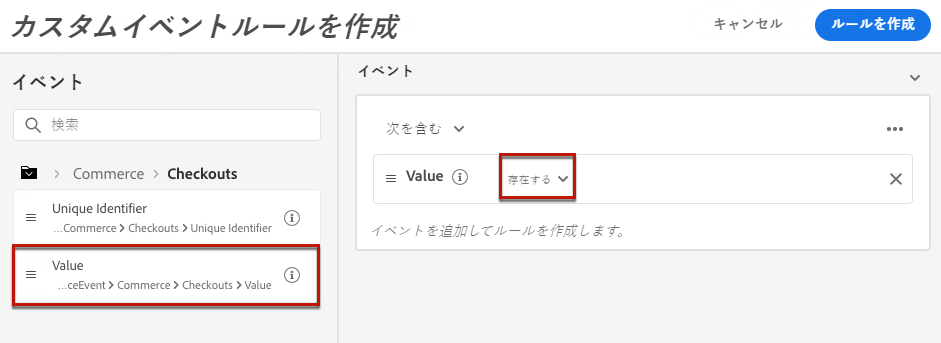 カスタムイベントルールを作成
キャンセル
ルールを作成
イベント
検索
Commerce > Checkouts
Unique Identifier
...Commerce > Checkouts > Unique Identifier
Value
...ceEvent > Commerce > Checkouts > Value
イベント
次を含む
Value 存在する
イベントを追加してルールを作成します。